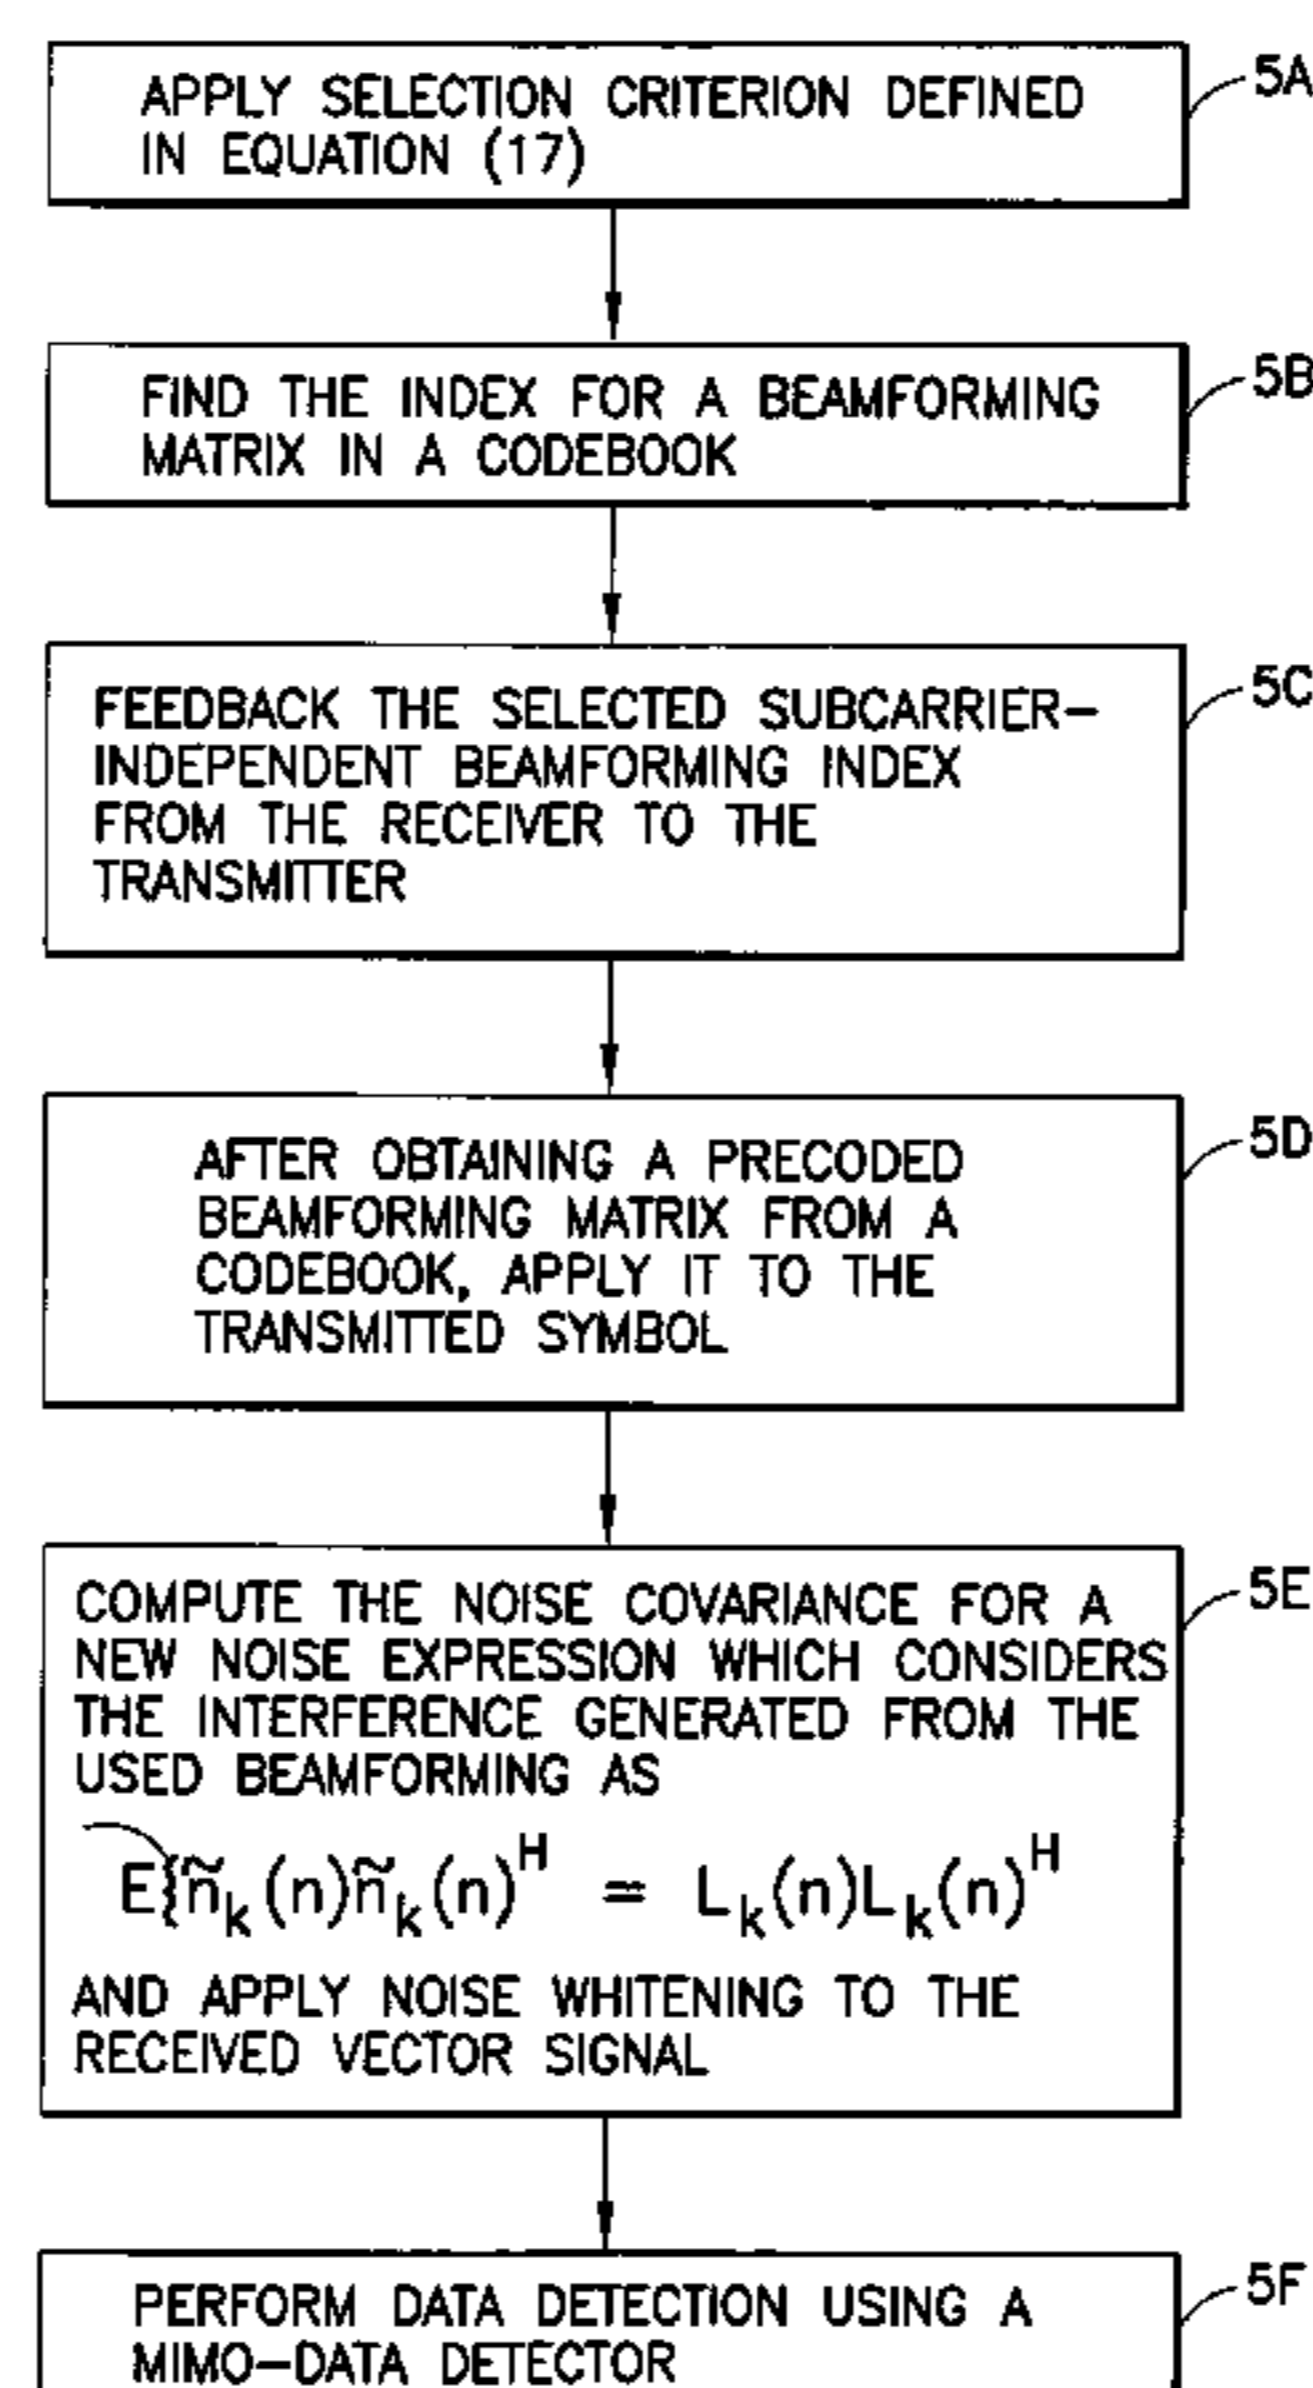 APPLY SELECTION CRITERION DEFINED
IN EQUATION (17)
5A
FIND THE INDEX FOR A BEAMFORMING
MATRIX IN A CODEBOOK
5B
FEEDBACK THE SELECTED SUBCARRIER-
INDEPENDENT BEAMFORMING INDEX
FROM THE RECEIVER TO THE
TRANSMITTER
5C
AFTER OBTAINING A PRECODED
BEAMFORMING MATRIX FROM A
CODEBOOK, APPLY IT TO THE
TRANSMITTED SYMBOL
5D
COMPUTE THE NOISE COVARIANCE FOR A
NEW NOISE EXPRESSION WHICH CONSIDERS
THE INTERFERENCE GENERATED FROM THE
USED BEAMFORMING AS
E{ñ_k(n)ñ_k(n)^H = L_k(n)L_k(n)^H
AND APPLY NOISE WHITENING TO THE
RECEIVED VECTOR SIGNAL
5E
PERFORM DATA DETECTION USING A
MIMO-DATA DETECTOR
5F